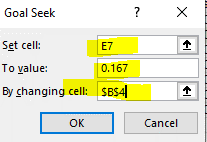 Goal Seek
Set cell: E7
To value: 0.167
By changing cell: $B$4
OK Cancel